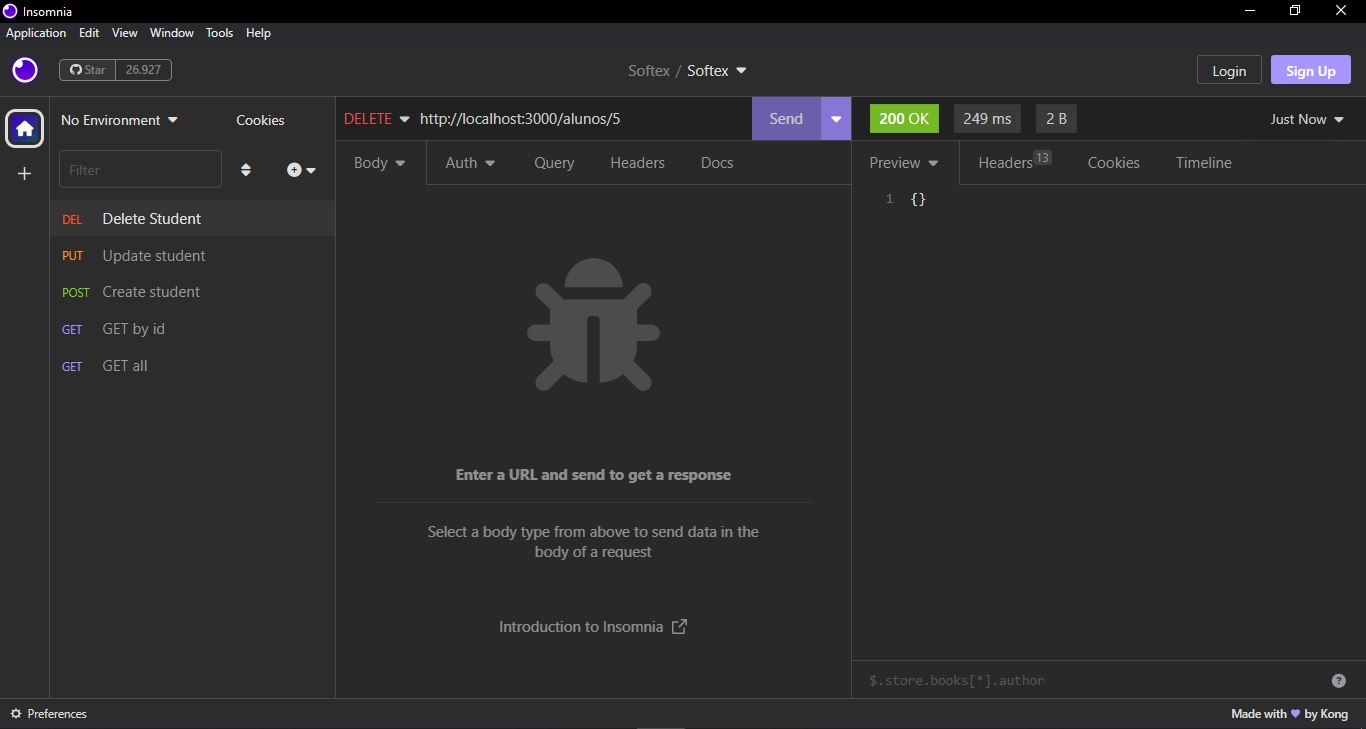 Insomnia
Application Edit View Window Tools Help
Star 26.927
Softex / Softex
Login Sign Up
No Environment Cookies
DELETE http://localhost:3000/alunos/5 Send
200 OK 249 ms 2 B Just Now
Filter
Body Auth Query Headers Docs
Preview Headers 13 Cookies Timeline
1 {}
DEL Delete Student
PUT Update student
POST Create student
GET GET by id
GET GET all
Enter a URL and send to get a response
Select a body type from above to send data in the
body of a request
Introduction to Insomnia
$.store.books[*].author
Preferences
Made with by Kong